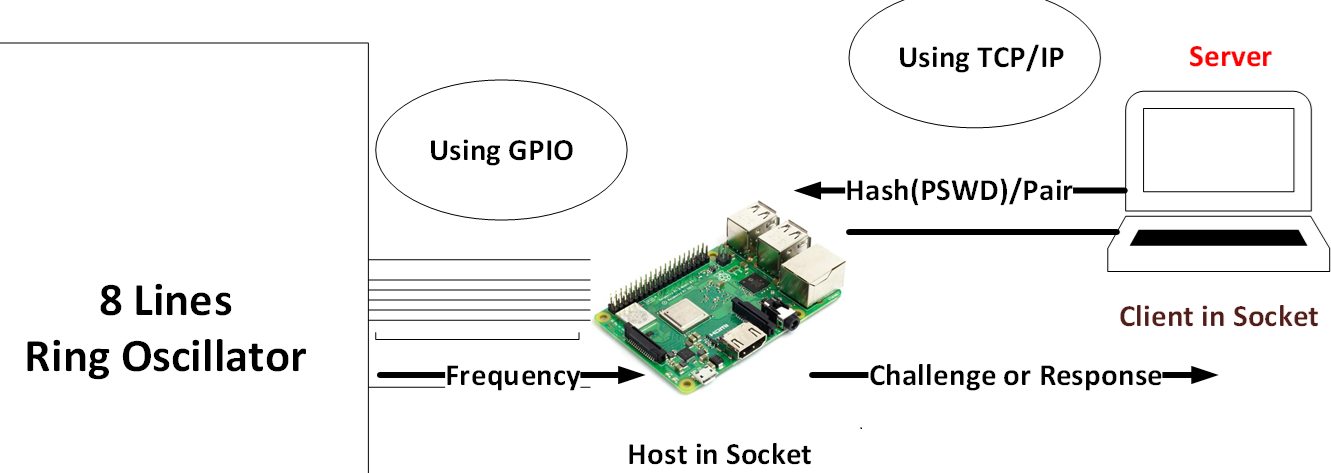 Using TCP/IP
Server
Using GPIO
Hash(PSWD)/Pair
8 Lines
Ring Oscillator
HDMI
Client in Socket
Frequency
Challenge or Response
Host in Socket